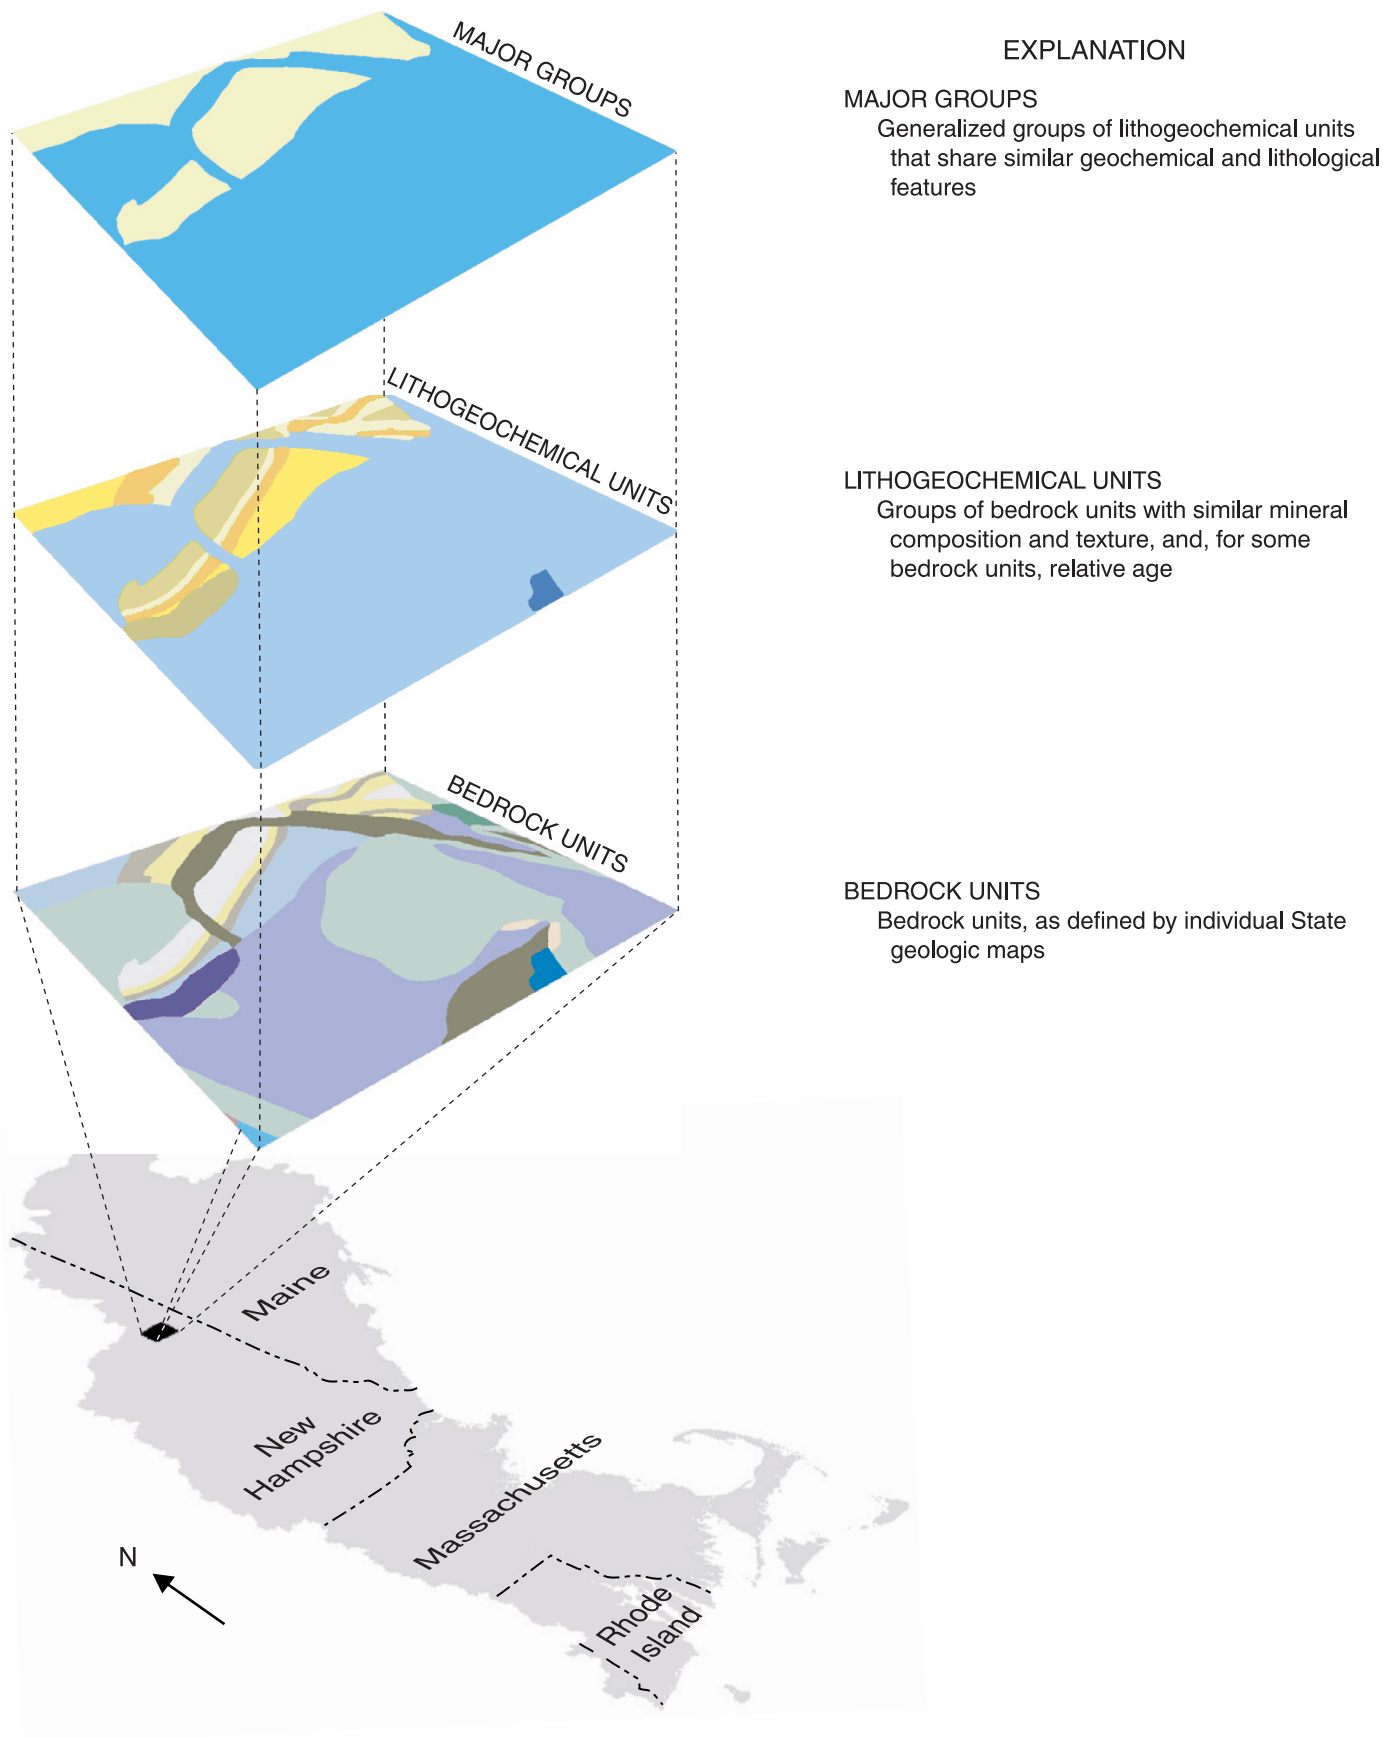 MAJOR GROUPS
EXPLANATION
MAJOR GROUPS
Generalized groups of lithogeochemical units
that share similar geochemical and lithological
features
LITHOGEOCHEMICAL UNITS
LITHOGEOCHEMICAL UNITS
Groups of bedrock units with similar mineral
composition and texture, and, for some
bedrock units, relative age
BEDROCK UNITS
BEDROCK UNITS
Bedrock units, as defined by individual State
geologic maps
Maine
New
Hampshire
Massachusetts
N
Rhode
Island